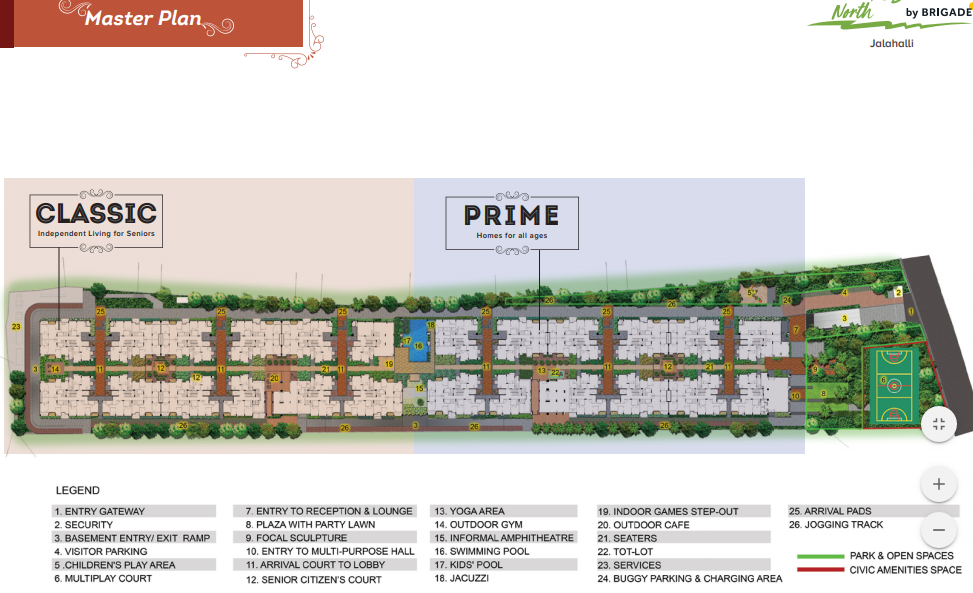 Master Plan
North
by BRIGADE
Jalahalli
CLASSIC
Independent Living for Seniors
PRIME
Homes for all ages
LEGEND
1. ENTRY GATEWAY
2. SECURITY
3. BASEMENT ENTRY/ EXIT RAMP
4. VISITOR PARKING
5 .CHILDREN'S PLAY AREA
6. MULTIPLAY COURT
7. ENTRY TO RECEPTION & LOUNGE
8. PLAZA WITH PARTY LAWN
9. FOCAL SCULPTURE
10. ENTRY TO MULTI-PURPOSE HALL
11. ARRIVAL COURT TO LOBBY
12. SENIOR CITIZEN'S COURT
13. YOGA AREA
14. OUTDOOR GYM
15. INFORMAL AMPHITHEATRE
16. SWIMMING POOL
17. KIDS' POOL
18. JACUZZI
19. INDOOR GAMES STEP-OUT
20. OUTDOOR CAFE
21. SEATERS
22. TOT-LOT
23. SERVICES
24. BUGGY PARKING & CHARGING AREA
25. ARRIVAL PADS
26. JOGGING TRACK
PARK & OPEN SPACES
CIVIC AMENITIES SPACE